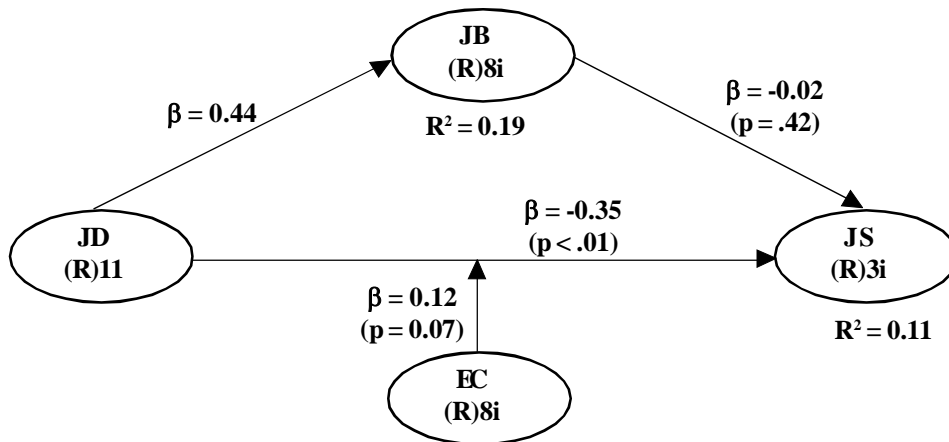 JB
(R)8i
R² = 0.19
β = 0.44
β = -0.02
(p = .42)
JD
(R)11
β = -0.35
(p < .01)
JS
(R)3i
R² = 0.11
β = 0.12
(p = 0.07)
EC
(R)8i